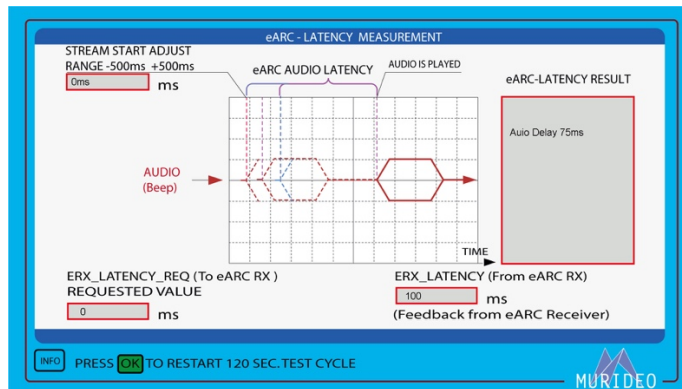 eARC - LATENCY MEASUREMENT
STREAM START ADJUST
RANGE -500ms +500ms
0ms
ms
eARC AUDIO LATENCY
AUDIO IS PLAYED
eARC-LATENCY RESULT
Auio Delay 75ms
AUDIO
(Beep)
TIME
ERX_LATENCY_REQ (To eARC RX )
REQUESTED VALUE
0
ms
ERX_LATENCY (From eARC RX)
100
ms
(Feedback from eARC Receiver)
INFO
PRESS OK TO RESTART 120 SEC. TEST CYCLE
MURIDEO